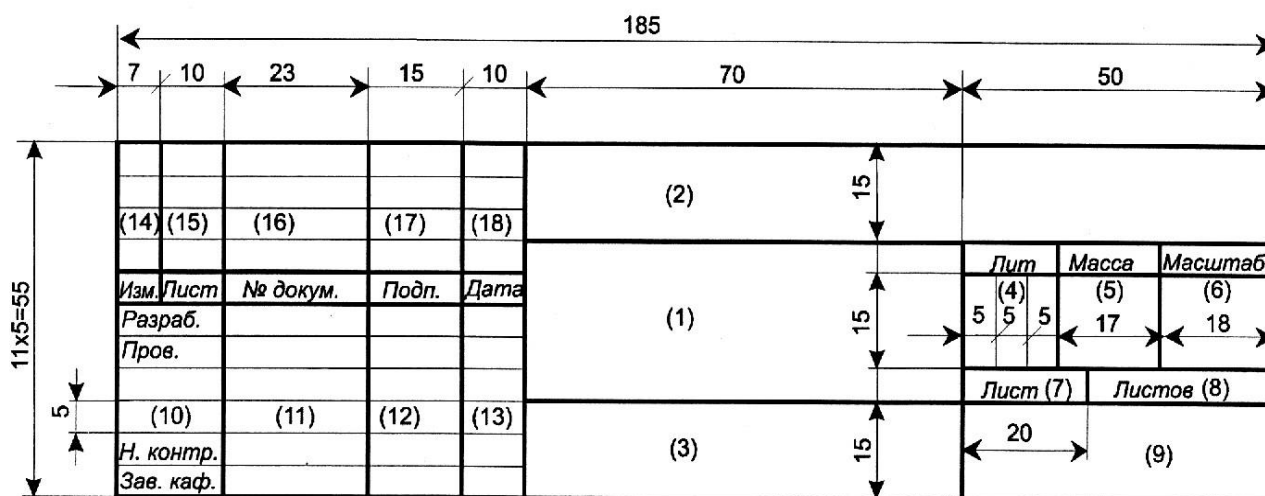 185
7 10 23 15 10 70 50
15 (2)
(14) (15) (16) (17) (18)
Лит Масса Масштаб
Изм. Лист № докум. Подп. Дата
(4) (5) (6)
11х5=55 Разраб. (1) 15 5 5 5 17 18
Пров.
Лист (7) Листов (8)
5 (10) (11) (12) (13)
20
Н. контр. (3) 15 (9)
Зав. каф.